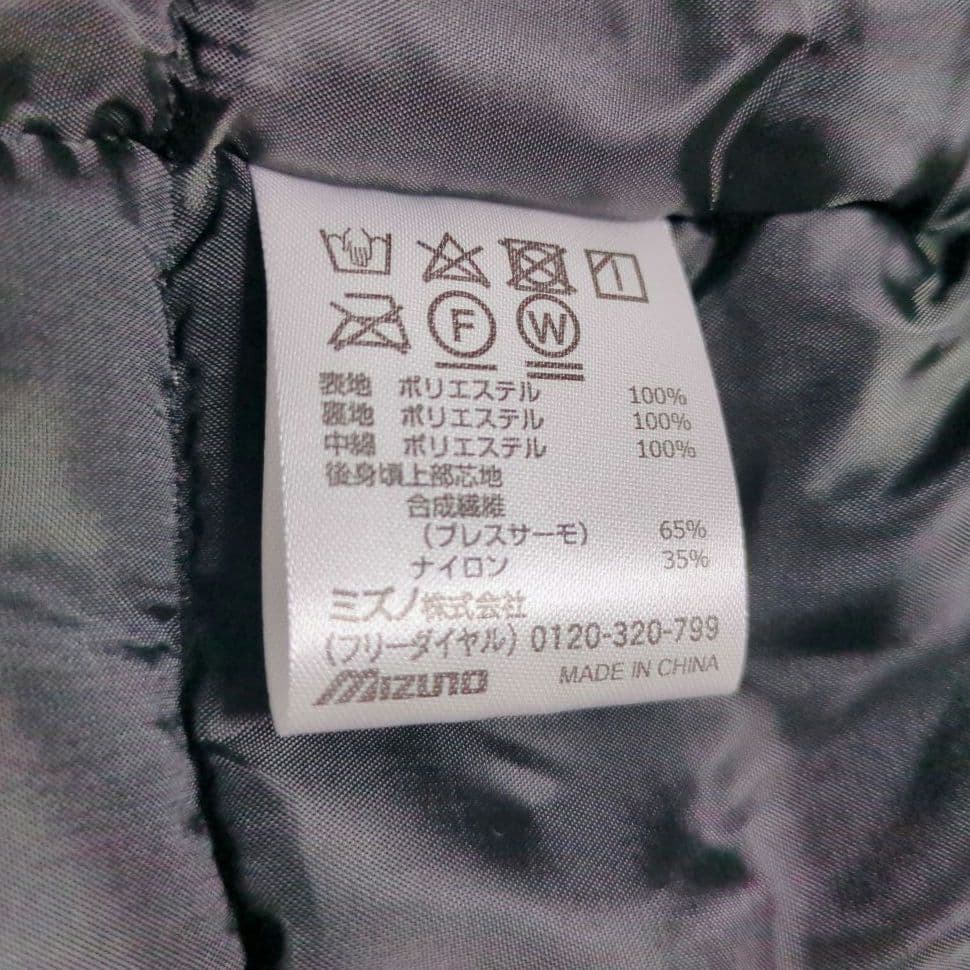 F W
表地 ポリエステル 100%
裏地 ポリエステル 100%
中綿 ポリエステル 100%
後身頃上部芯地
合成繊維
(ブレスサーモ) 65%
ナイロン 35%
ミズノ株式会社
(フリーダイヤル) 0120-320-799
Mizuno MADE IN CHINA